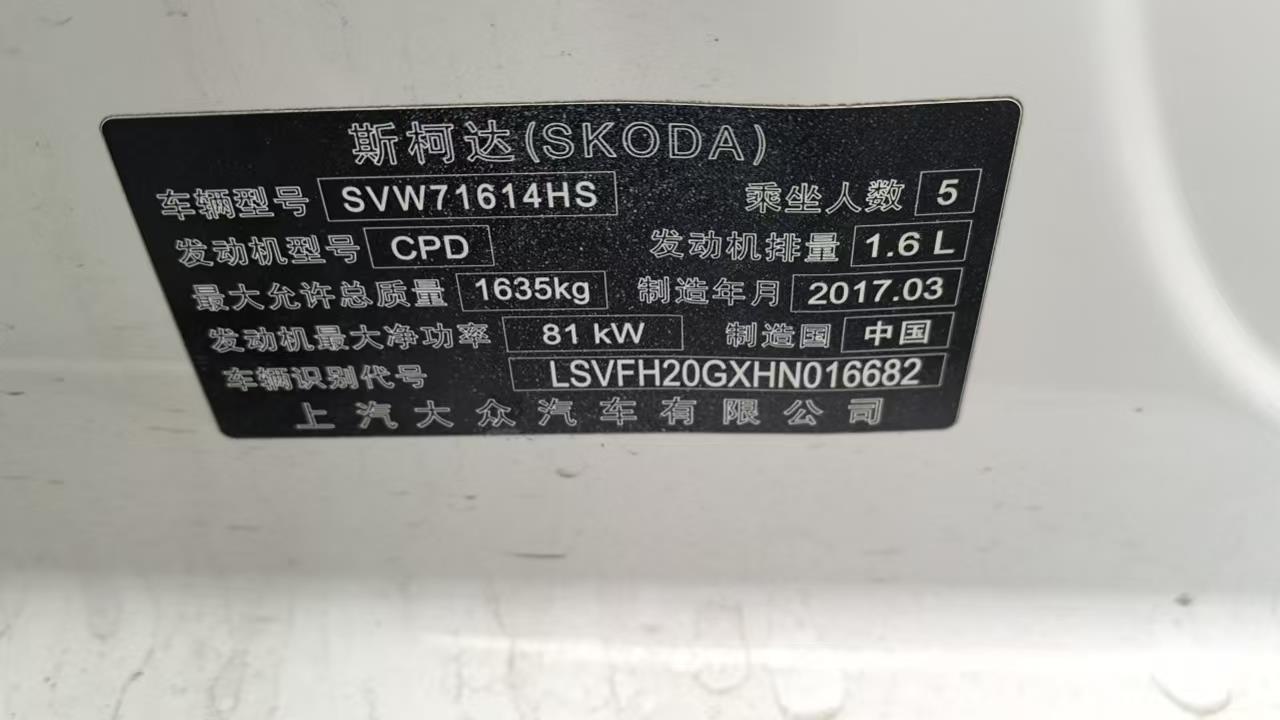 斯柯达(SKODA)
车辆型号 SVW71614HS 乘坐人数 5
发动机型号 CPD 发动机排量 1.6 L
最大允许总质量 1635kg 制造年月 2017.03
发动机最大净功率 81 kW 制造国 中国
车辆识别代号 LSVFH20GXHN016682
上汽大众汽车有限公司